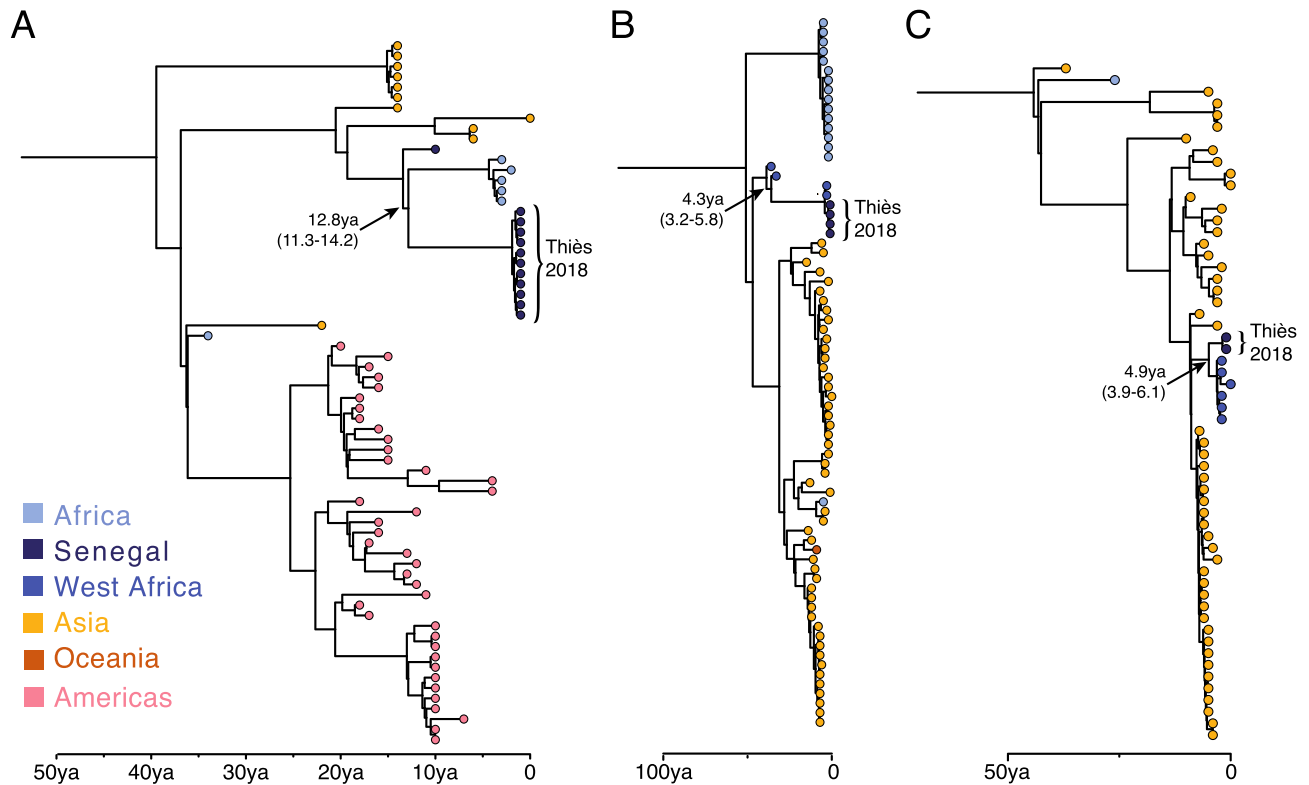 A
B
C
12.8ya
(11.3-14.2)
Thiès
2018
4.3ya
(3.2-5.8)
Thiès
2018
4.9ya
(3.9-6.1)
Thiès
2018
Africa
Senegal
West Africa
Asia
Oceania
Americas
50ya 40ya 30ya 20ya 10ya 0
100ya 0
50ya 0